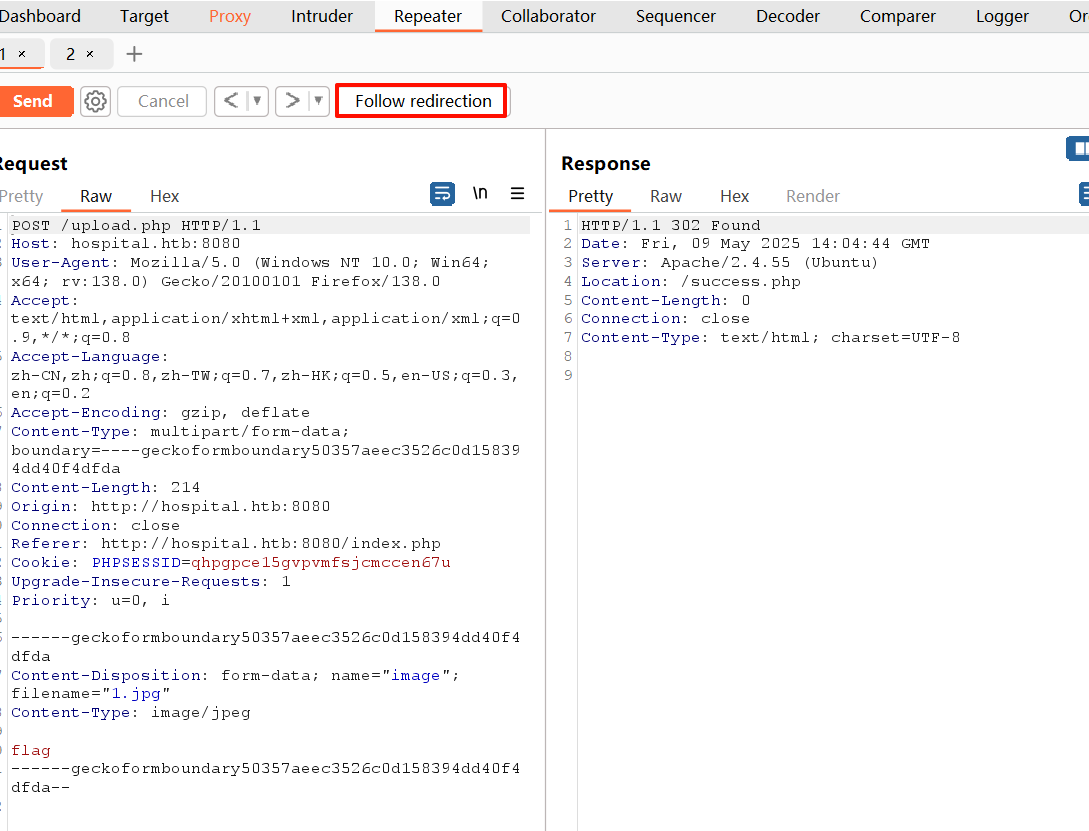 Dashboard Target Proxy Intruder Repeater Collaborator Sequencer Decoder Comparer Logger Or
1 × 2 × +
Send Cancel < ▼ > ▼ Follow redirection
Request
Pretty Raw Hex \n
POST /upload.php HTTP/1.1
Host: hospital.htb:8080
User-Agent: Mozilla/5.0 (Windows NT 10.0; Win64;
x64; rv:138.0) Gecko/20100101 Firefox/138.0
Accept:
text/html,application/xhtml+xml,application/xml;q=0
.9,*/*;q=0.8
Accept-Language:
zh-CN,zh;q=0.8,zh-TW;q=0.7,zh-HK;q=0.5,en-US;q=0.3,
en;q=0.2
Accept-Encoding: gzip, deflate
Content-Type: multipart/form-data;
boundary=----geckoformboundary50357aeec3526c0d15839
4dd40f4dfda
Content-Length: 214
Origin: http://hospital.htb:8080
Connection: close
Referer: http://hospital.htb:8080/index.php
Cookie: PHPSESSID=qhpgpce15gvpvmfsjcmccen67u
Upgrade-Insecure-Requests: 1
Priority: u=0, i
------geckoformboundary50357aeec3526c0d158394dd40f4
dfda
Content-Disposition: form-data; name="image";
filename="1.jpg"
Content-Type: image/jpeg
flag
------geckoformboundary50357aeec3526c0d158394dd40f4
dfda--
Response
Pretty Raw Hex Render
1 HTTP/1.1 302 Found
2 Date: Fri, 09 May 2025 14:04:44 GMT
3 Server: Apache/2.4.55 (Ubuntu)
4 Location: /success.php
5 Content-Length: 0
6 Connection: close
7 Content-Type: text/html; charset=UTF-8
8
9